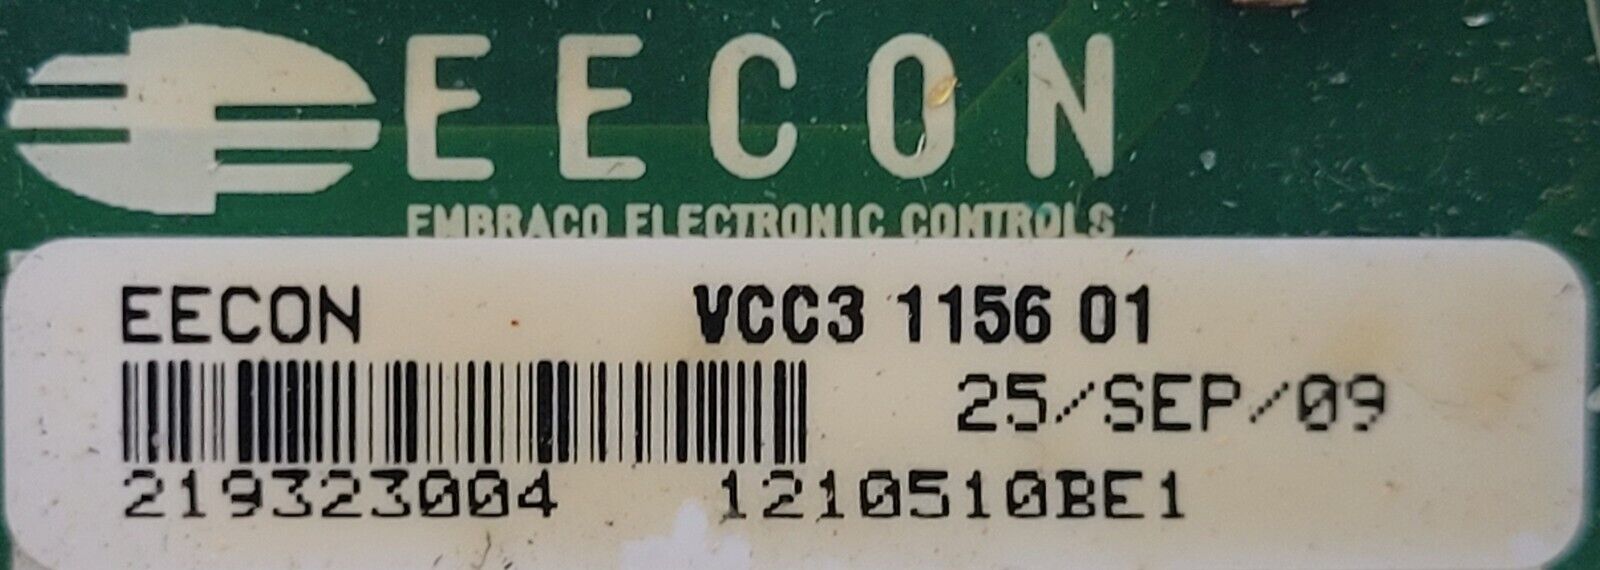 EECON
EMBRACO ELECTRONIC CONTROLS
EECON VCC3 1156 01
25/SEP/09
219323004 1210510BE1